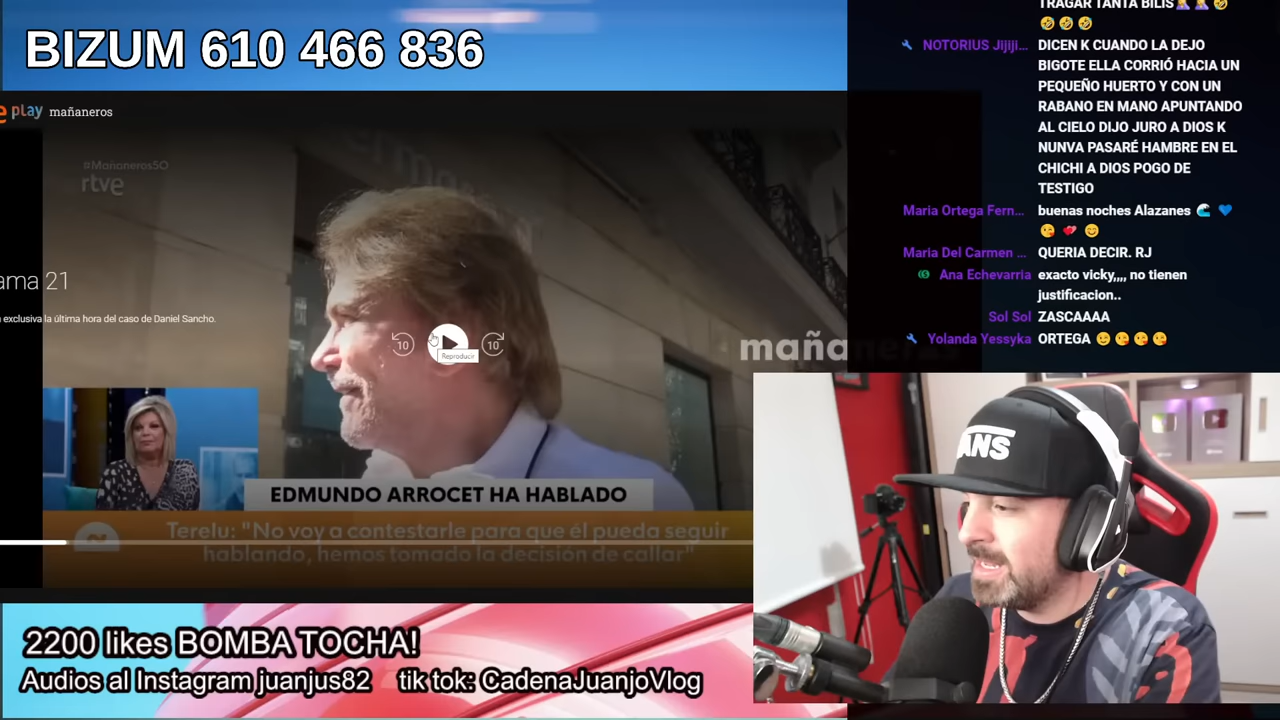 BIZUM 610 466 836
e play mañaneros
#Mañaneros5O
rtve
ama 21
exclusiva la última hora del caso de Daniel Sancho.
10
10
Reproducir
EDMUNDO ARROCET HA HABLADO
Terelu: "No voy a contestarle para que él pueda seguir
hablando, hemos tomado la decisión de callar"
2200 likes BOMBA TOCHA!
Audios al Instagram juanjus82 tik tok: CadenaJuanjoVlog
TRAGAR TANTA BILIS
NOTORIUS Jijiji... DICEN K CUANDO LA DEJO
BIGOTE ELLA CORRIÓ HACIA UN
PEQUEÑO HUERTO Y CON UN
RABANO EN MANO APUNTANDO
AL CIELO DIJO JURO A DIOS K
NUNVA PASARÉ HAMBRE EN EL
CHICHI A DIOS POGO DE
TESTIGO
Maria Ortega Fern... buenas noches Alazanes 🌊 💙
😘 💔 😊
Maria Del Carmen ... QUERIA DECIR. RJ
Ana Echevarria exacto vicky,,,, no tienen
justificacion..
Sol Sol ZASCAAAA
Yolanda Yessyka ORTEGA 😉 😘 😘 😘
VANS